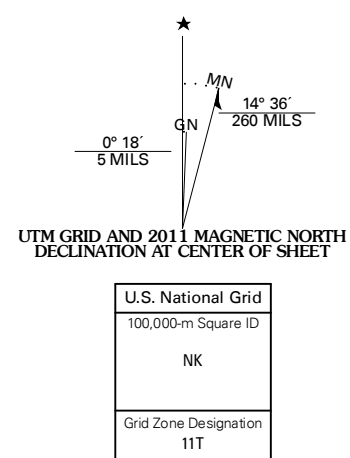 MN
GN
14° 36´
260 MILS
0° 18´
5 MILS
UTM GRID AND 2011 MAGNETIC NORTH
DECLINATION AT CENTER OF SHEET
U.S. National Grid
100,000-m Square ID
NK
Grid Zone Designation
11T